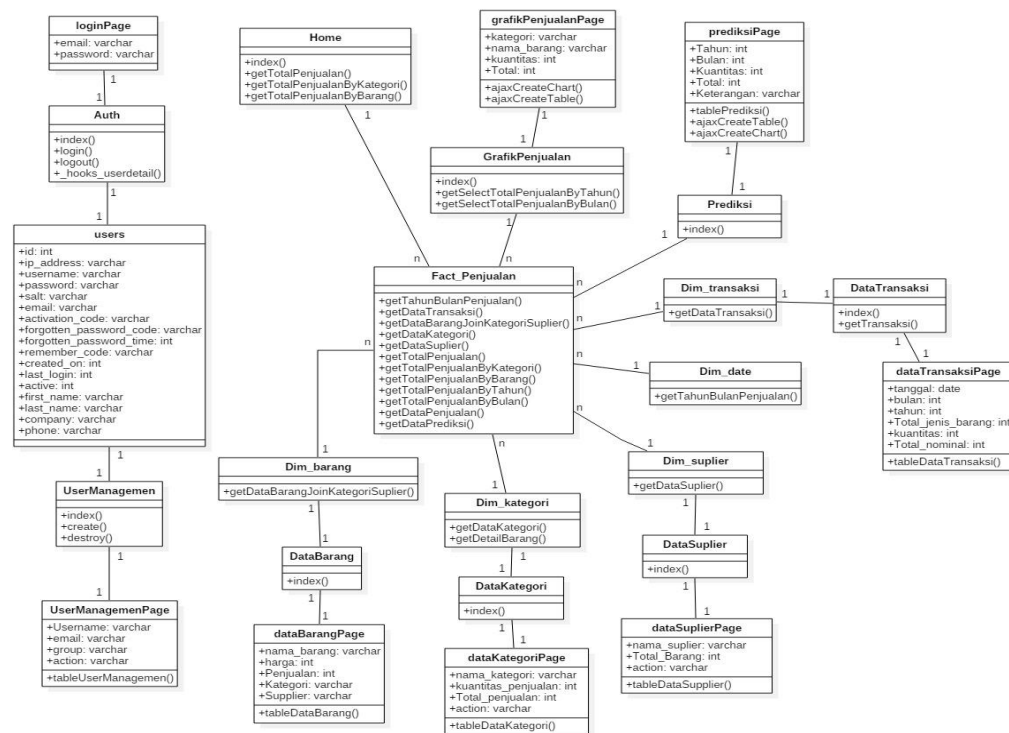 loginPage
+email: varchar
+password: varchar
1
1
Auth
+index()
+login()
+logout()
+_hooks_userdetail()
1
1
users
+id: int
+ip_address: varchar
+username: varchar
+password: varchar
+salt: varchar
+email: varchar
+activation_code: varchar
+forgotten_password_code: varchar
+forgotten_password_time: int
+remember_code: varchar
+created_on: int
+last_login: int
+active: int
+first_name: varchar
+last_name: varchar
+company: varchar
+phone: varchar
1
1
UserManagemen
+index()
+create()
+destroy()
1
1
UserManagemenPage
+Username: varchar
+email: varchar
+group: varchar
+action: varchar
+tableUserManagemen()
Home
+index()
+getTotalPenjualan()
+getTotalPenjualanByKategori()
+getTotalPenjualanByBarang()
1
n
grafikPenjualanPage
+kategori: varchar
+nama_barang: varchar
+kuantitas: int
+Total: int
+ajaxCreateChart()
+ajaxCreateTable()
1
1
GrafikPenjualan
+index()
+getSelectTotalPenjualanByTahun()
+getSelectTotalPenjualanByBulan()
1
n
prediksiPage
+Tahun: int
+Bulan: int
+Kuantitas: int
+Total: int
+Keterangan: varchar
+tablePrediksi()
+ajaxCreateTable()
+ajaxCreateChart()
1
1
Prediksi
+index()
1
n
Fact_Penjualan
+getTahunBulanPenjualan()
+getDataTransaksi()
+getDataBarangJoinKategoriSuplier()
+getDataKategori()
+getDataSuplier()
+getTotalPenjualan()
+getTotalPenjualanByKategori()
+getTotalPenjualanByBarang()
+getTotalPenjualanByTahun()
+getTotalPenjualanByBulan()
+getDataPenjualan()
+getDataPrediksi()
n
1
Dim_transaksi
+getDataTransaksi()
1
1
DataTransaksi
+index()
+getTransaksi()
1
1
dataTransaksiPage
+tanggal: date
+bulan: int
+tahun: int
+Total_jenis_barang: int
+kuantitas: int
+Total_nominal: int
+tableDataTransaksi()
n
1
Dim_date
+getTahunBulanPenjualan()
n
1
Dim_barang
+getDataBarangJoinKategoriSuplier()
1
1
DataBarang
+index()
1
1
dataBarangPage
+nama_barang: varchar
+harga: int
+Penjualan: int
+Kategori: varchar
+Supplier: varchar
+tableDataBarang()
n
1
Dim_kategori
+getDataKategori()
+getDetailBarang()
1
1
DataKategori
+index()
1
1
dataKategoriPage
+nama_kategori: varchar
+kuantitas_penjualan: int
+Total_penjualan: int
+action: varchar
+tableDataKategori()
n
1
Dim_suplier
+getDataSuplier()
1
1
DataSuplier
+index()
1
1
dataSuplierPage
+nama_suplier: varchar
+Total_Barang: int
+action: varchar
+tableDataSupplier()